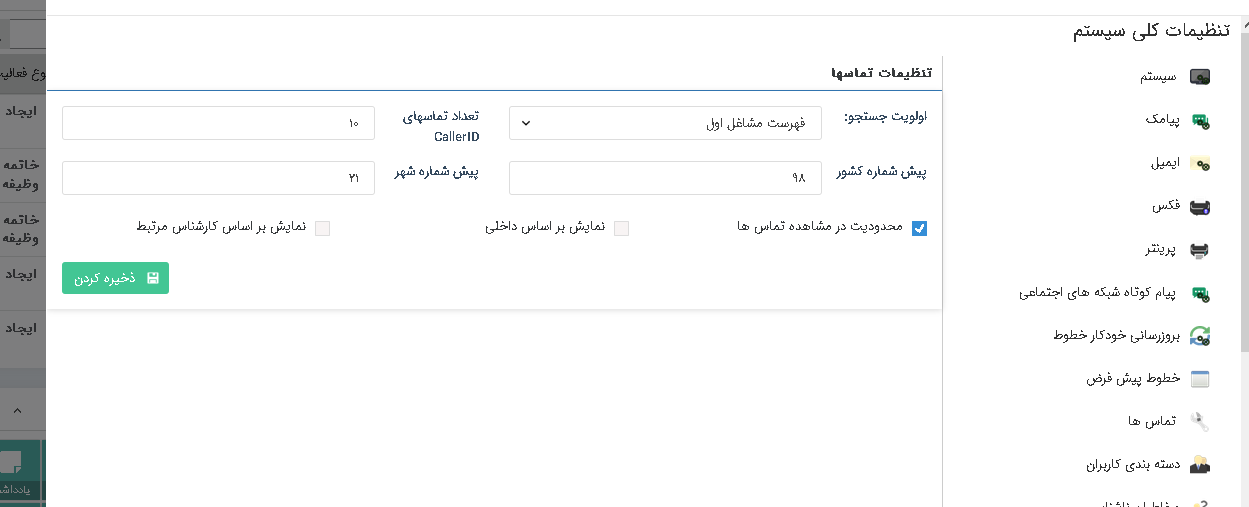 تنظیمات کلی سیستم
سیستم
پیامک
ایمیل
فکس
پرینتر
پیام کوتاه شبکه های اجتماعی
بروزرسانی خودکار خطوط
خطوط پیش فرض
تماس ها
دسته بندی کاربران
تنظیمات تماسها
اولویت جستجو:
فهرست مشاغل اول
تعداد تماسهای
CallerID
۱۰
پیش شماره کشور
۹۸
پیش شماره شهر
۲۱
محدودیت در مشاهده تماس ها
نمایش بر اساس داخلی
نمایش بر اساس کارشناس مرتبط
ذخیره کردن
ایجاد
خاتمه
وظیفه
خاتمه
وظیفه
ایجاد
ایجاد